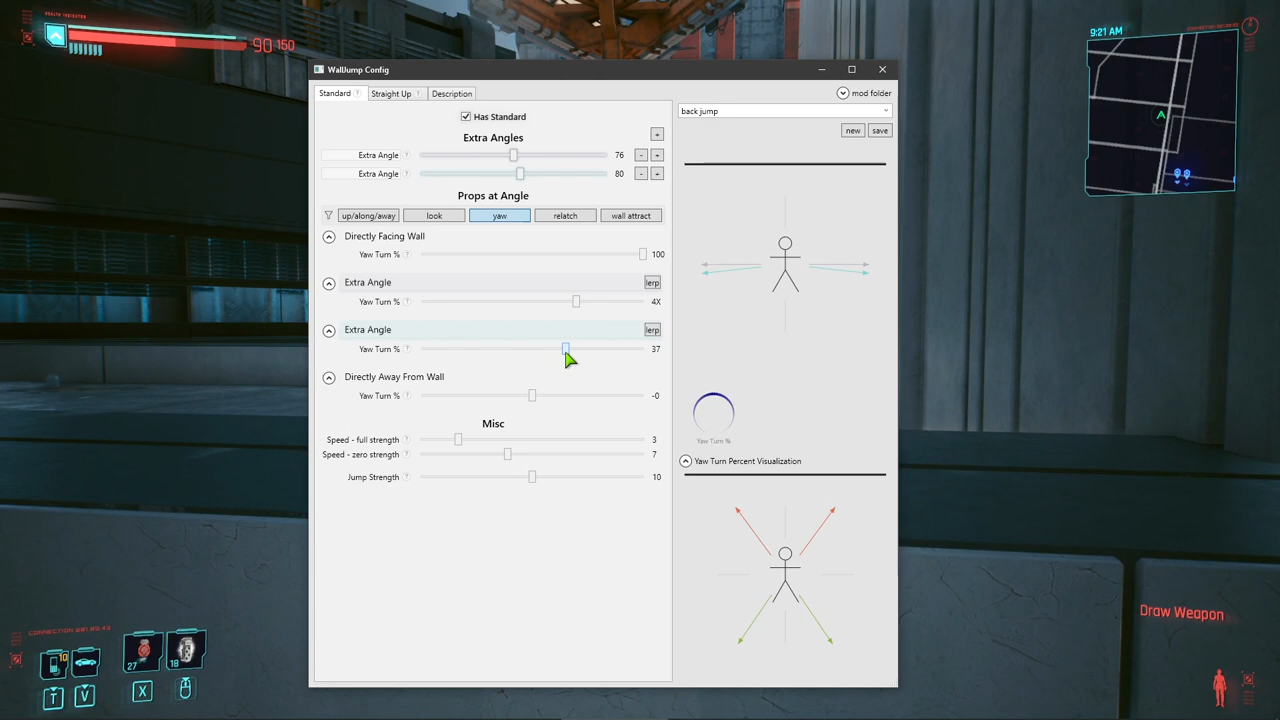 HEALTH INDICATOR
90 150
9:21 AM
WallJump Config
Standard ? Straight Up ? Description
mod folder
Has Standard
back jump
new save
Extra Angles +
Extra Angle ? 76 - +
Extra Angle ? 80 - +
Props at Angle
up/along/away look yaw relatch wall attract
Directly Facing Wall
Yaw Turn % ? 100
Extra Angle lerp
Yaw Turn % ? 4X
Extra Angle lerp
Yaw Turn % ? 37
Directly Away From Wall
Yaw Turn % ? -0
Misc
Speed - full strength ? 3
Speed - zero strength ? 7
Jump Strength ? 10
Yaw Turn %
Yaw Turn Percent Visualization
Draw Weapon
10
27
18
T V X